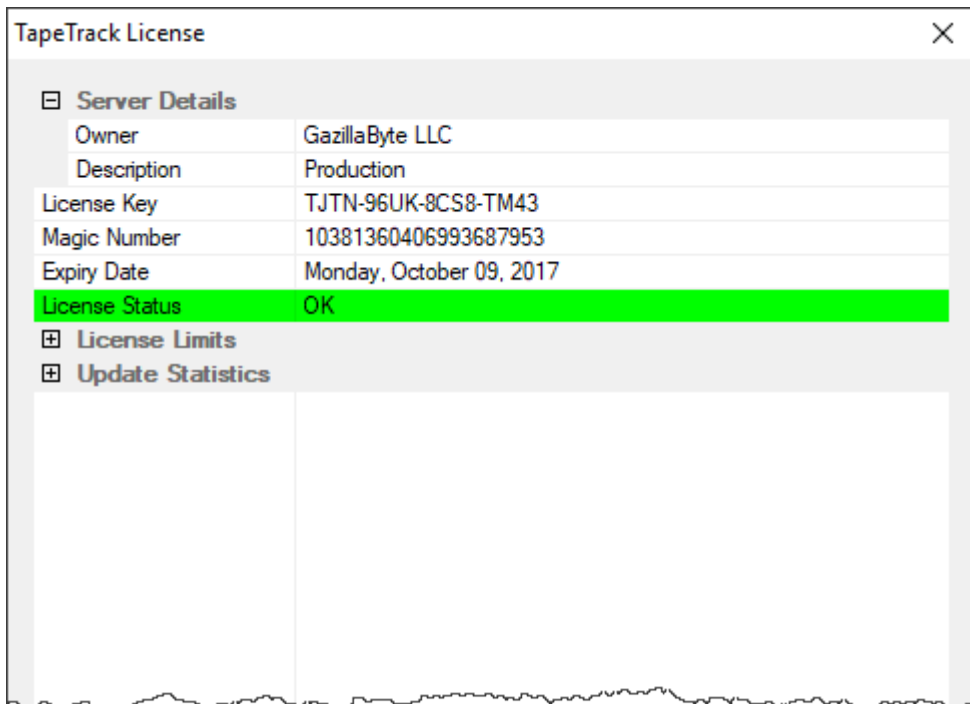 TapeTrack License
Server Details
Owner GazillaByte LLC
Description Production
License Key TJTN-96UK-8CS8-TM43
Magic Number 10381360406993687953
Expiry Date Monday, October 09, 2017
License Status OK
License Limits
Update Statistics